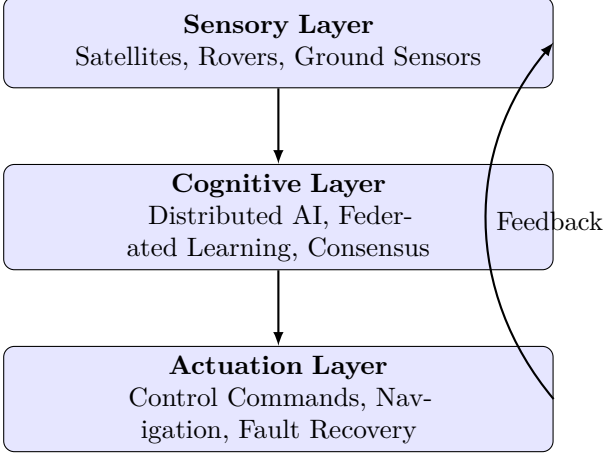 Sensory Layer
Satellites, Rovers, Ground Sensors
Cognitive Layer
Distributed AI, Feder-
ated Learning, Consensus
Feedback
Actuation Layer
Control Commands, Nav-
igation, Fault Recovery